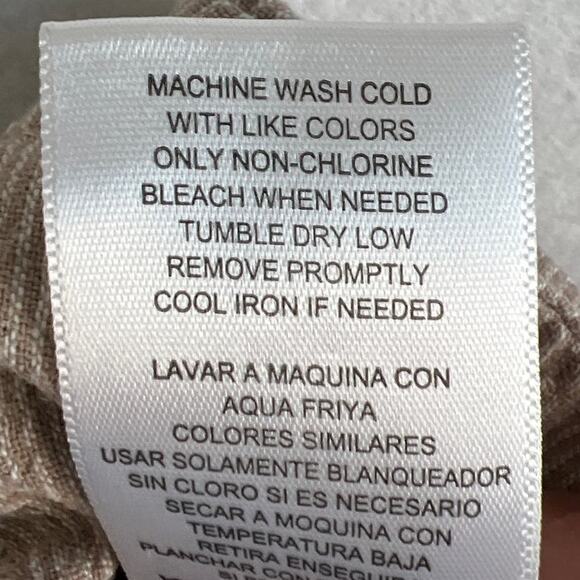 MACHINE WASH COLD
WITH LIKE COLORS
ONLY NON-CHLORINE
BLEACH WHEN NEEDED
TUMBLE DRY LOW
REMOVE PROMPTLY
COOL IRON IF NEEDED
LAVAR A MAQUINA CON
AQUA FRIYA
COLORES SIMILARES
USAR SOLAMENTE BLANQUEADOR
SIN CLORO SI ES NECESARIO
SECAR A MOQUINA CON
TEMPERATURA BAJA
RETIRA
PLANCHAR CON